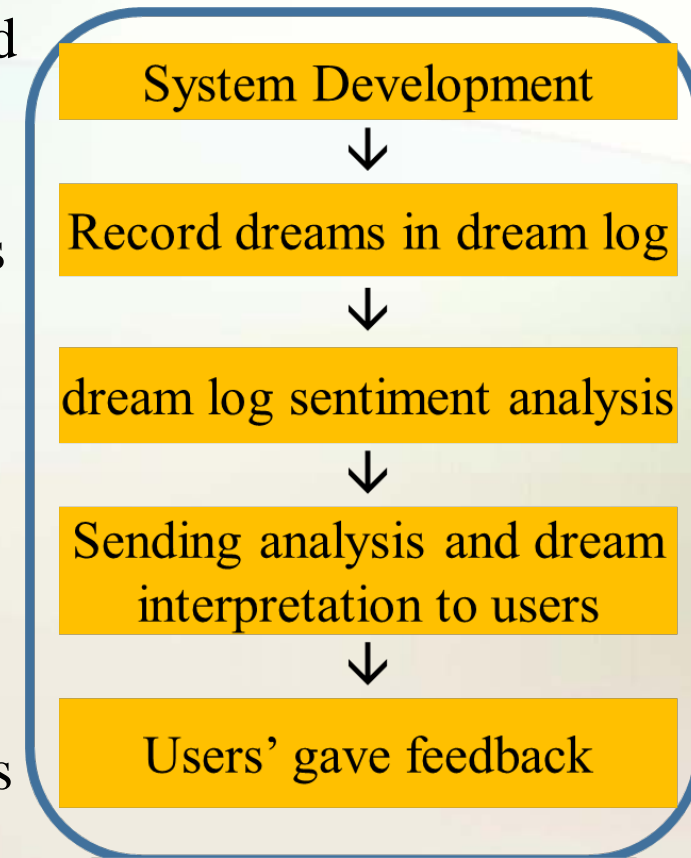 System Development
↓
Record dreams in dream log
↓
dream log sentiment analysis
↓
Sending analysis and dream
interpretation to users
↓
Users’ gave feedback